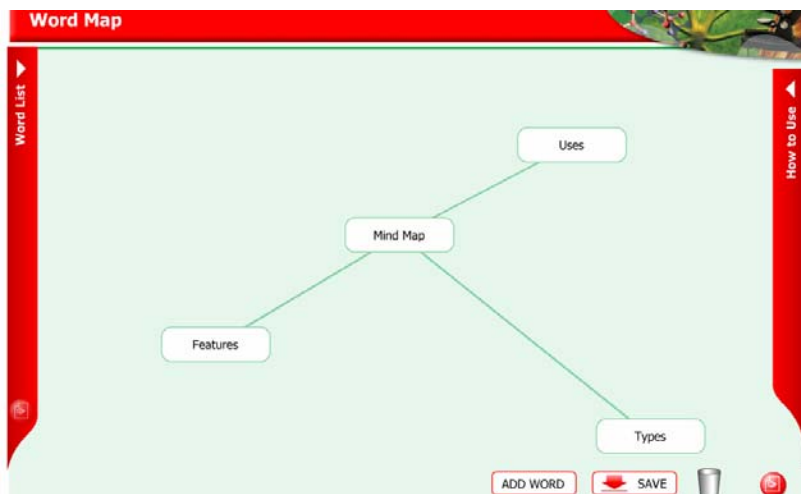 Word Map
Word List
How to Use
Uses
Mind Map
Features
Types
ADD WORD
SAVE